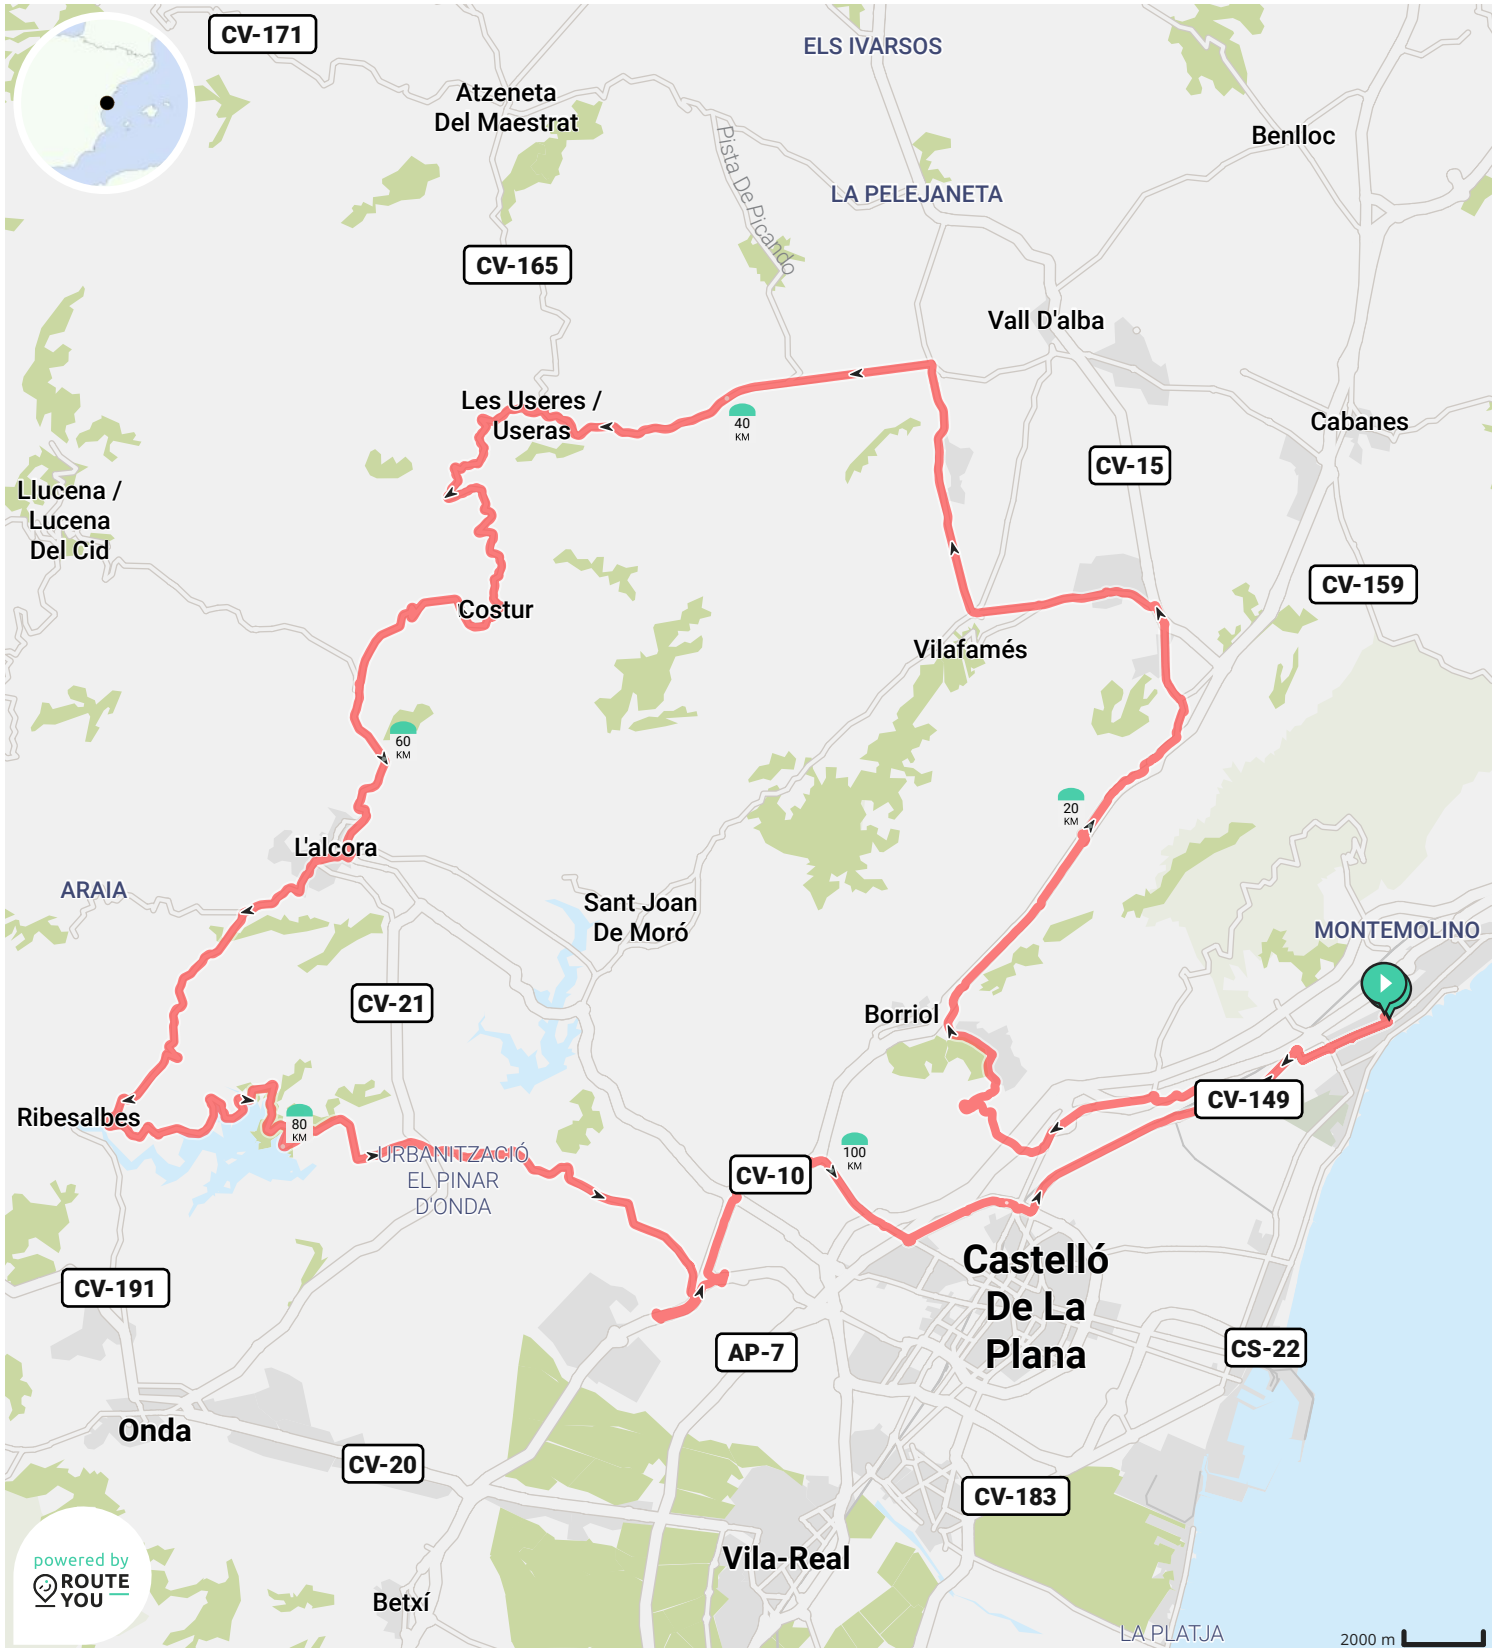 CV-171
ELS IVARSOS
Atzeneta
Del Maestrat
Benlloc
Pista De Picando
LA PELEJANETA
CV-165
Vall D'alba
Les Useres /
Useras
40
KM
Cabanes
CV-15
Llucena /
Lucena
Del Cid
CV-159
Costur
Vilafamés
60
KM
20
KM
L'alcora
ARAIA
Sant Joan
De Moró
MONTEMOLINO
CV-21
Borriol
CV-149
Ribesalbes
80
KM
URBANITZACIÓ
EL PINAR
D'ONDA
100
KM
CV-10
Castelló
De La
Plana
CV-191
AP-7
CS-22
Onda
CV-20
CV-183
Vila-Real
powered by
ROUTE
YOU
Betxí
LA PLATJA
2000 m